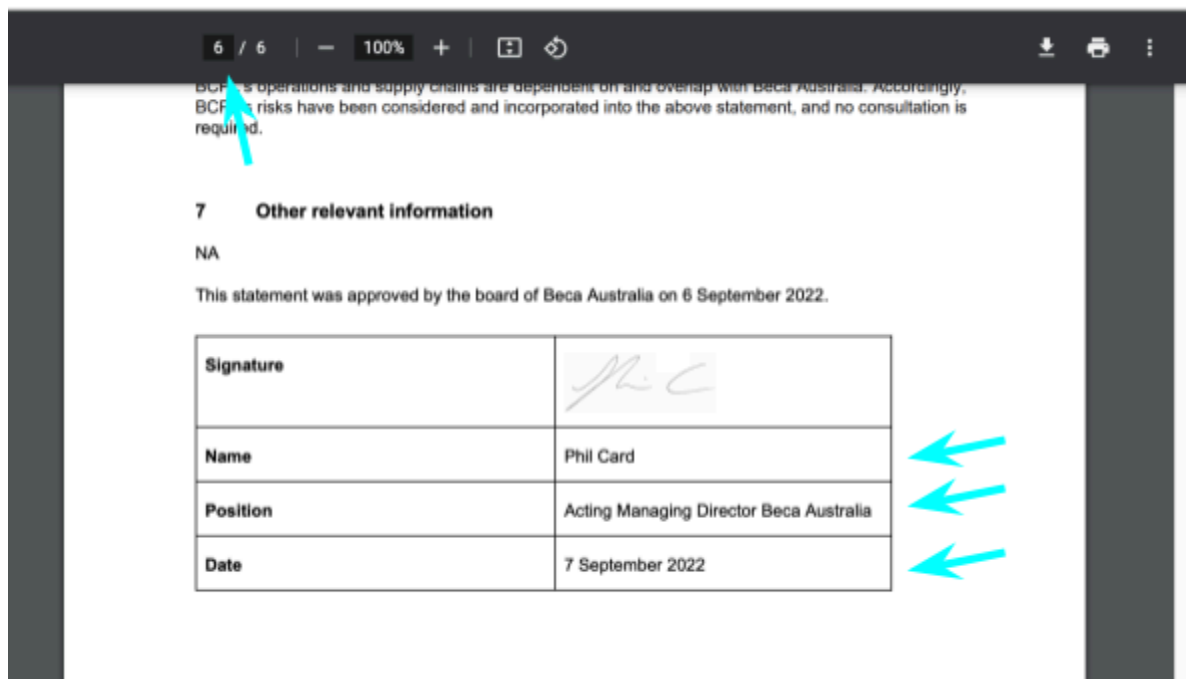 6 / 6 | − 100% + |
operations and supply chains are dependent on and overlap with Beca Australia. Accordingly,
risks have been considered and incorporated into the above statement, and no consultation is
required.
7 Other relevant information
NA
This statement was approved by the board of Beca Australia on 6 September 2022.
Signature
Name Phil Card
Position Acting Managing Director Beca Australia
Date 7 September 2022